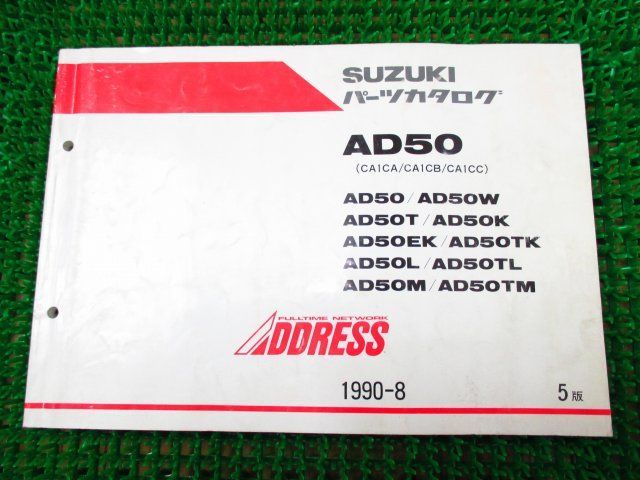 SUZUKI
パーツカタログ
AD50
(CA1CA/CA1CB/CA1CC)
AD50/AD50W
AD50T/AD50K
AD50EK/AD50TK
AD50L/AD50TL
AD50M/AD50TM
FULLTIME NETWORK
ADDRESS
1990-8
5版